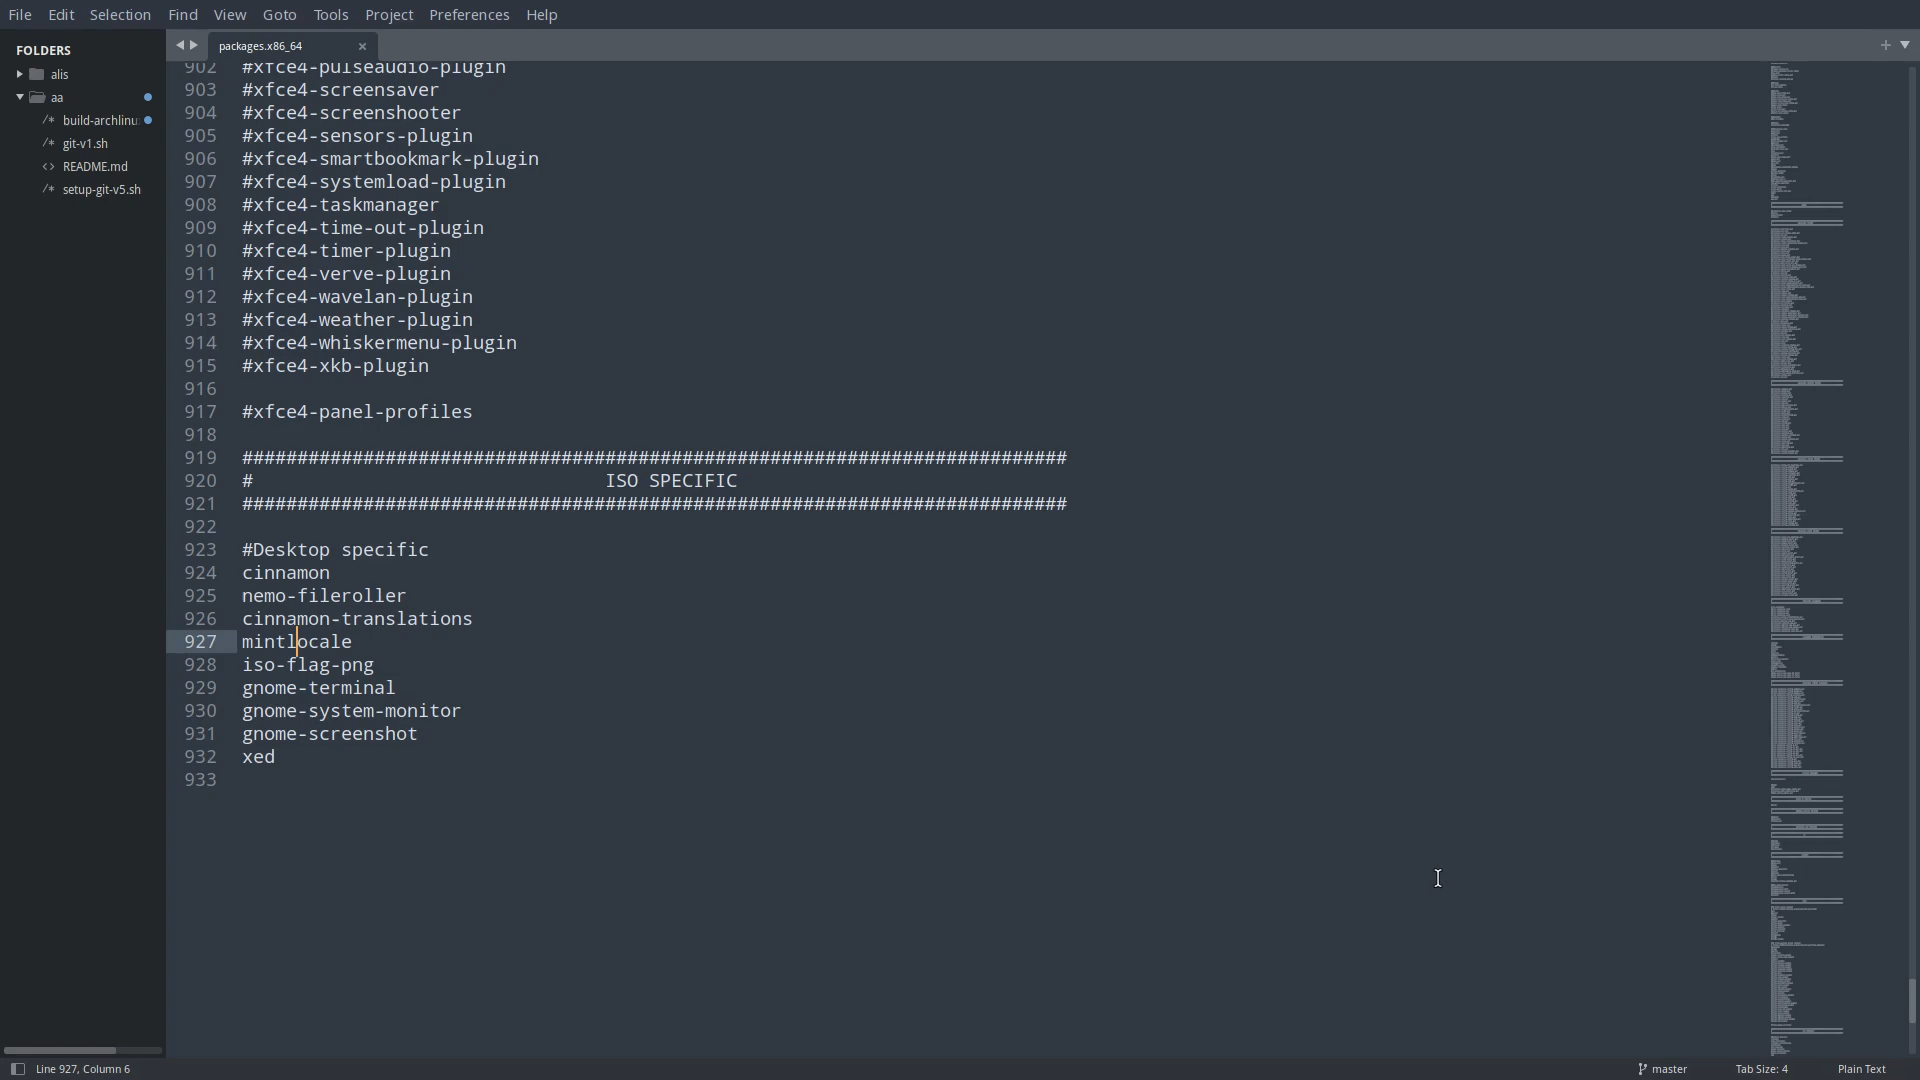 File Edit Selection Find View Goto Tools Project Preferences Help
FOLDERS
alis
aa
/* build-archlinu
/* git-v1.sh
<> README.md
/* setup-git-v5.sh
packages.x86_64
902 #xfce4-pulseaudio-plugin
903 #xfce4-screensaver
904 #xfce4-screenshooter
905 #xfce4-sensors-plugin
906 #xfce4-smartbookmark-plugin
907 #xfce4-systemload-plugin
908 #xfce4-taskmanager
909 #xfce4-time-out-plugin
910 #xfce4-timer-plugin
911 #xfce4-verve-plugin
912 #xfce4-wavelan-plugin
913 #xfce4-weather-plugin
914 #xfce4-whiskermenu-plugin
915 #xfce4-xkb-plugin
916
917 #xfce4-panel-profiles
918
919 ###########################################################################
920 # ISO SPECIFIC
921 ###########################################################################
922
923 #Desktop specific
924 cinnamon
925 nemo-fileroller
926 cinnamon-translations
927 mintlocale
928 iso-flag-png
929 gnome-terminal
930 gnome-system-monitor
931 gnome-screenshot
932 xed
933
Line 927, Column 6
master
Tab Size: 4
Plain Text